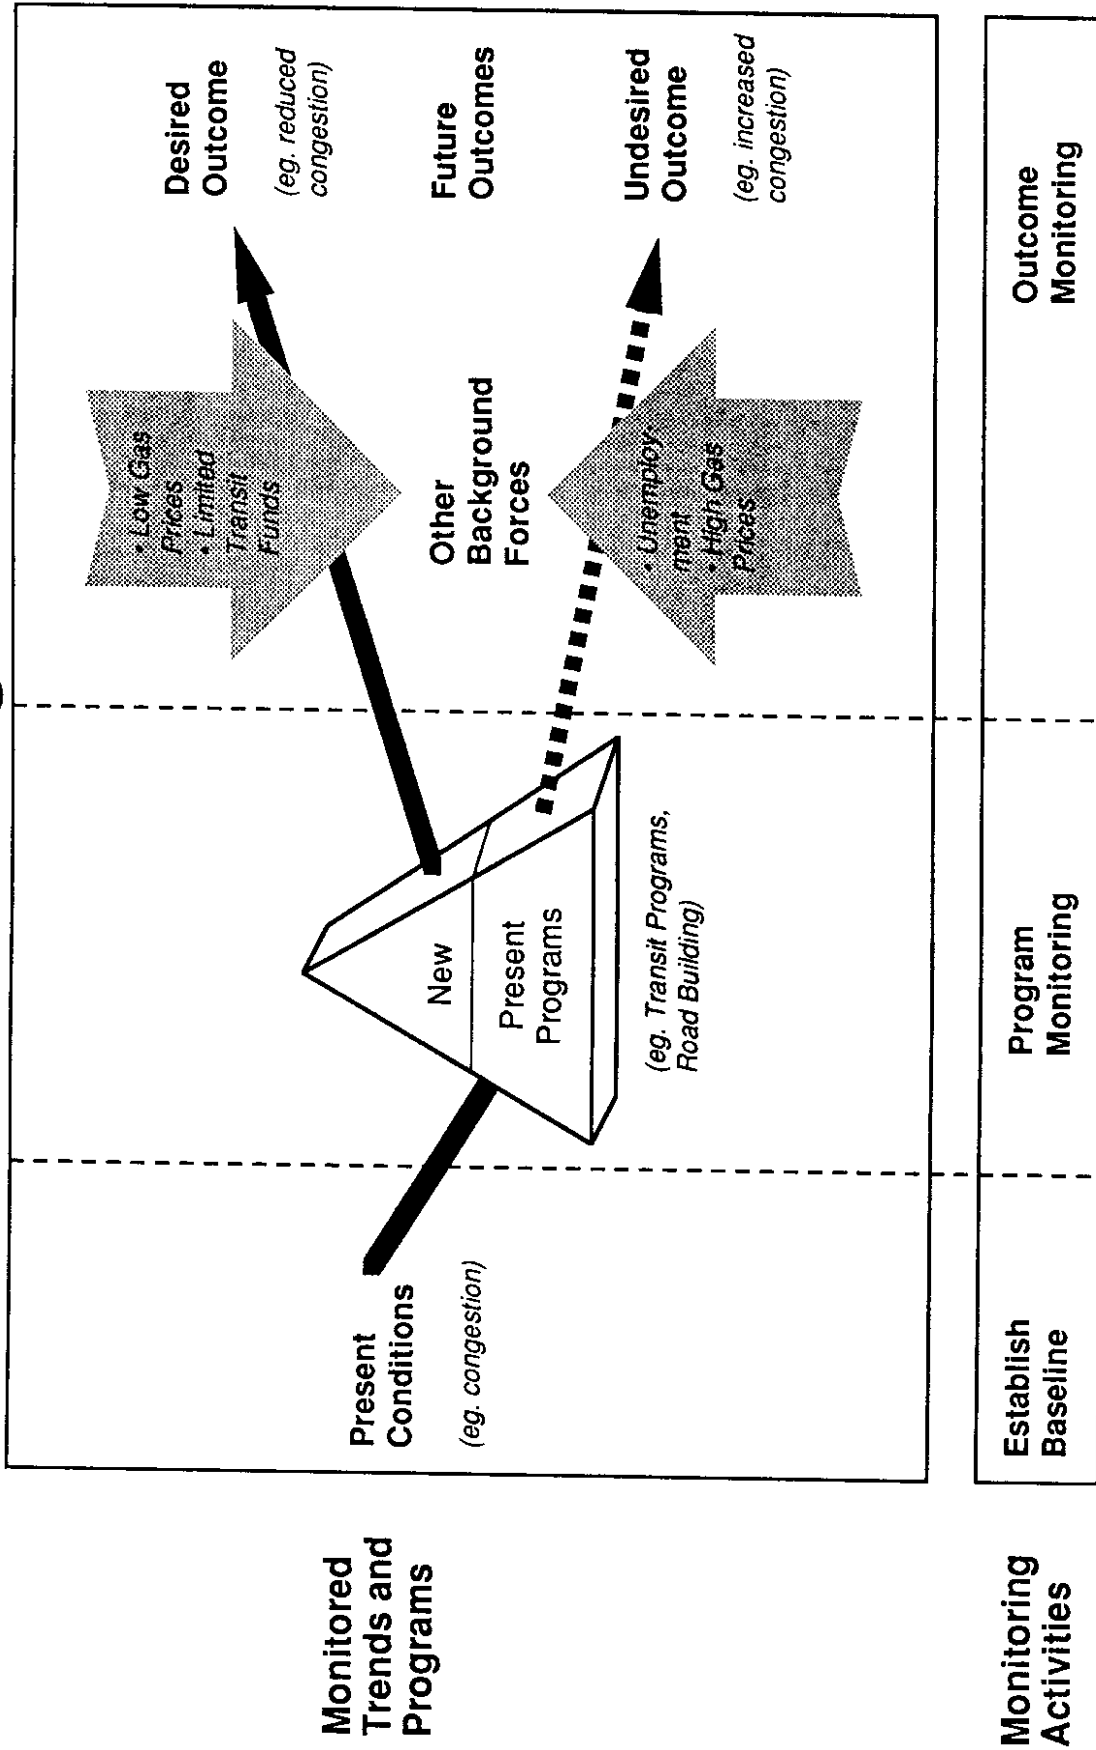 Monitored
Trends and
Programs
Present
Conditions
(eg. congestion)
New
Present
Programs
(eg. Transit Programs,
Road Building)
• Low Gas
Prices
• Limited
Transit
Funds
Other
Background
Forces
• Unemploy-
ment
• High Gas
Prices
Desired
Outcome
(eg. reduced
congestion)
Future
Outcomes
Undesired
Outcome
(eg. increased
congestion)
Monitoring
Activities
Establish
Baseline
Program
Monitoring
Outcome
Monitoring